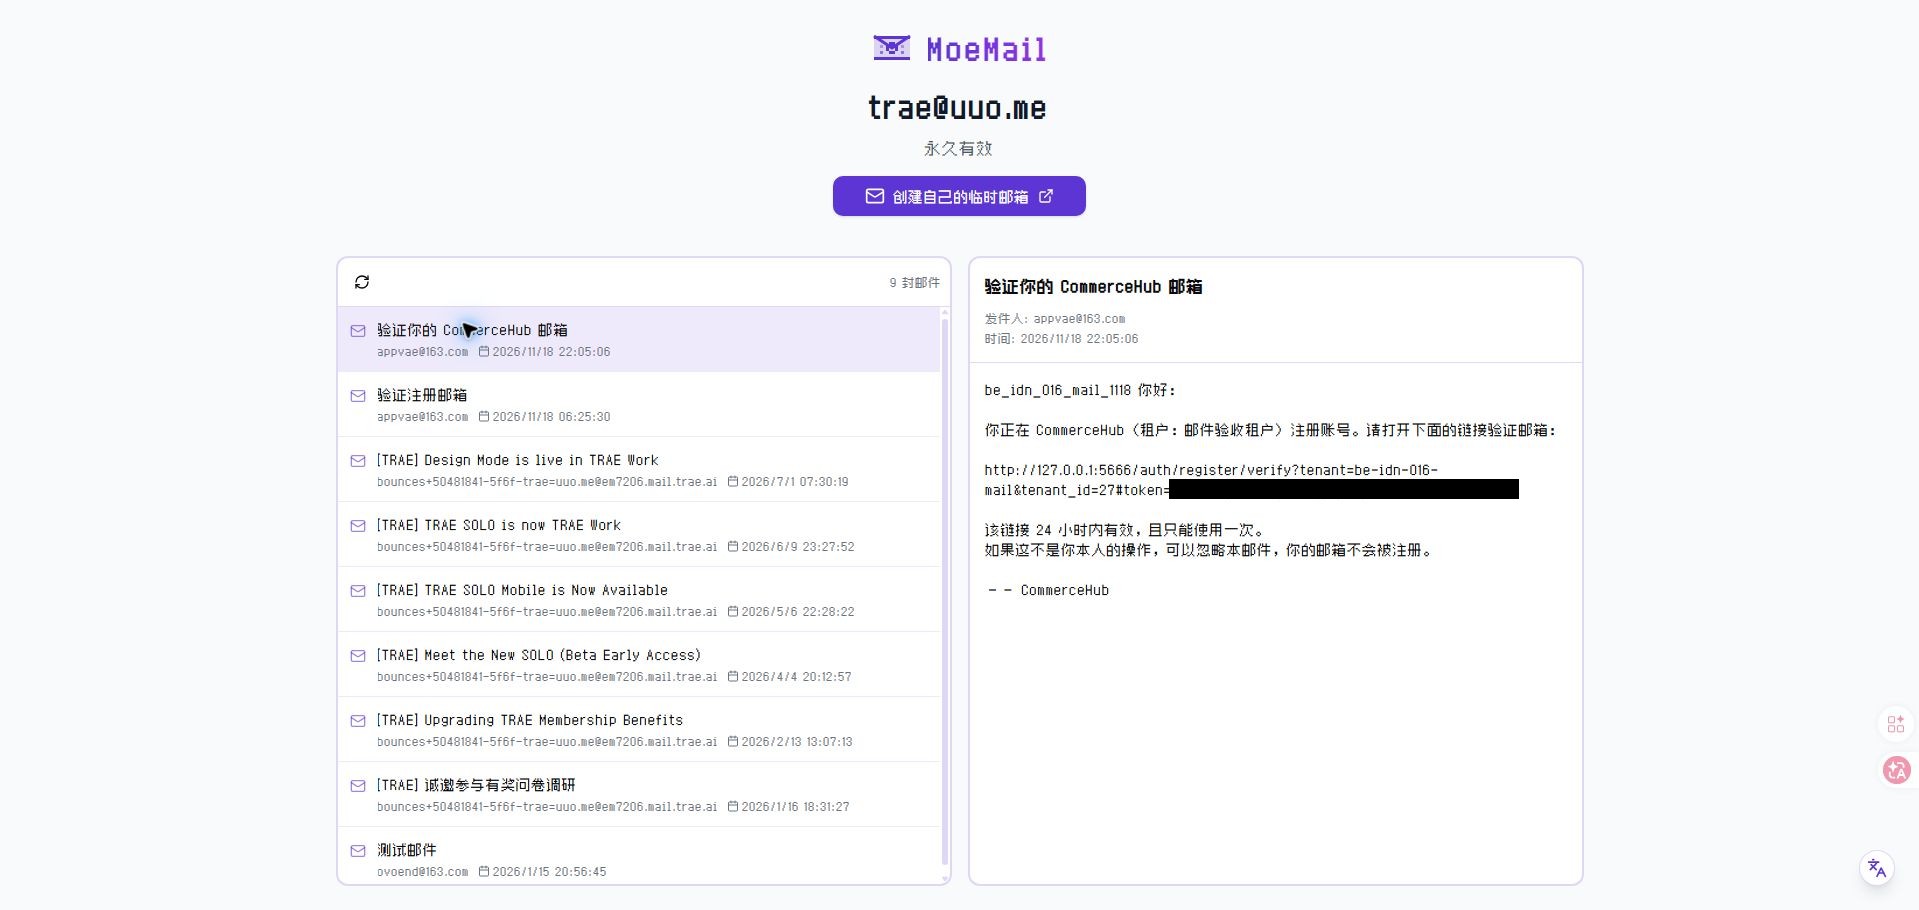 MoeMail
trae@uuo.me
永久有效
创建自己的临时邮箱
9 封邮件
验证你的 CommerceHub 邮箱
appvae@163.com 2026/11/18 22:05:06
验证注册邮箱
appvae@163.com 2026/11/18 06:25:30
[TRAE] Design Mode is live in TRAE Work
bounces+50481841-5f6f-trae=uuo.me@em7206.mail.trae.ai 2026/7/1 07:30:19
[TRAE] TRAE SOLO is now TRAE Work
bounces+50481841-5f6f-trae=uuo.me@em7206.mail.trae.ai 2026/6/9 23:27:52
[TRAE] TRAE SOLO Mobile is Now Available
bounces+50481841-5f6f-trae=uuo.me@em7206.mail.trae.ai 2026/5/6 22:28:22
[TRAE] Meet the New SOLO (Beta Early Access)
bounces+50481841-5f6f-trae=uuo.me@em7206.mail.trae.ai 2026/4/4 20:12:57
[TRAE] Upgrading TRAE Membership Benefits
bounces+50481841-5f6f-trae=uuo.me@em7206.mail.trae.ai 2026/2/13 13:07:13
[TRAE] 诚邀参与有奖问卷调研
bounces+50481841-5f6f-trae=uuo.me@em7206.mail.trae.ai 2026/1/16 18:31:27
测试邮件
ovoend@163.com 2026/1/15 20:56:45
验证你的 CommerceHub 邮箱
发件人: appvae@163.com
时间: 2026/11/18 22:05:06
be_idn_016_mail_1118 你好：
你正在 CommerceHub（租户：邮件验收租户）注册账号。请打开下面的链接验证邮箱：
http://127.0.0.1:5666/auth/register/verify?tenant=be-idn-016-
mail&tenant_id=27#token=
该链接 24 小时内有效，且只能使用一次。
如果这不是你本人的操作，可以忽略本邮件，你的邮箱不会被注册。
—— CommerceHub